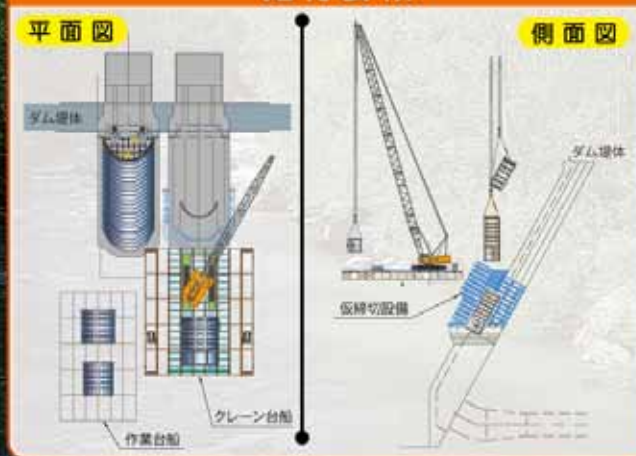 平面図
側面図
ダム堤体
ダム堤体
仮締切設備
クレーン台船
作業台船